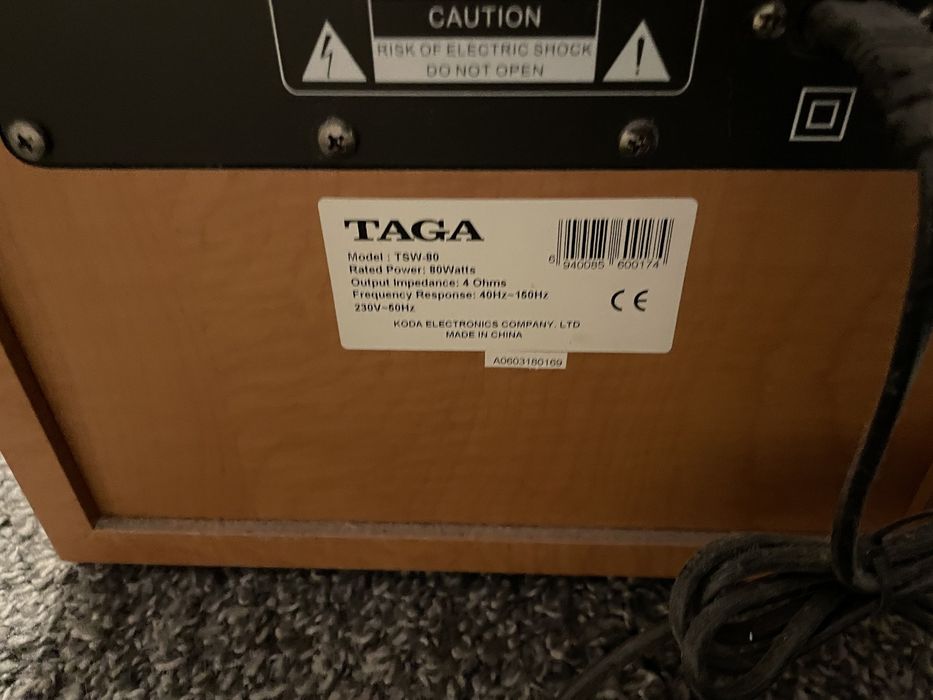 CAUTION
RISK OF ELECTRIC SHOCK
DO NOT OPEN
TAGA
Model : TSW-80
Rated Power: 80Watts
Output Impedance: 4 Ohms
Frequency Response: 40Hz~150Hz
230V~50Hz
6 940085 600174
CE
KODA ELECTRONICS COMPANY. LTD
MADE IN CHINA
A0603180169